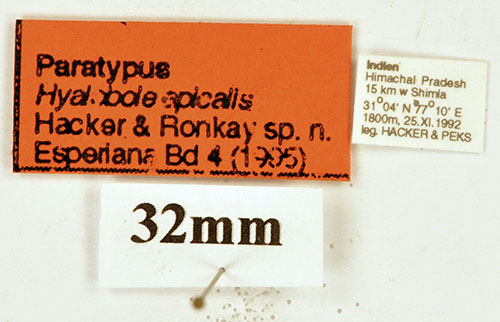 Paratypus
Hyalobole apicalis
Hacker & Ronkay sp. n.
Esperiana Bd 4 (1995)
Indien
Himachal Pradesh
15 km w Shimla
31°04' N 77°10' E
1800m, 25.XI.1992
leg. HACKER & PEKS
32mm